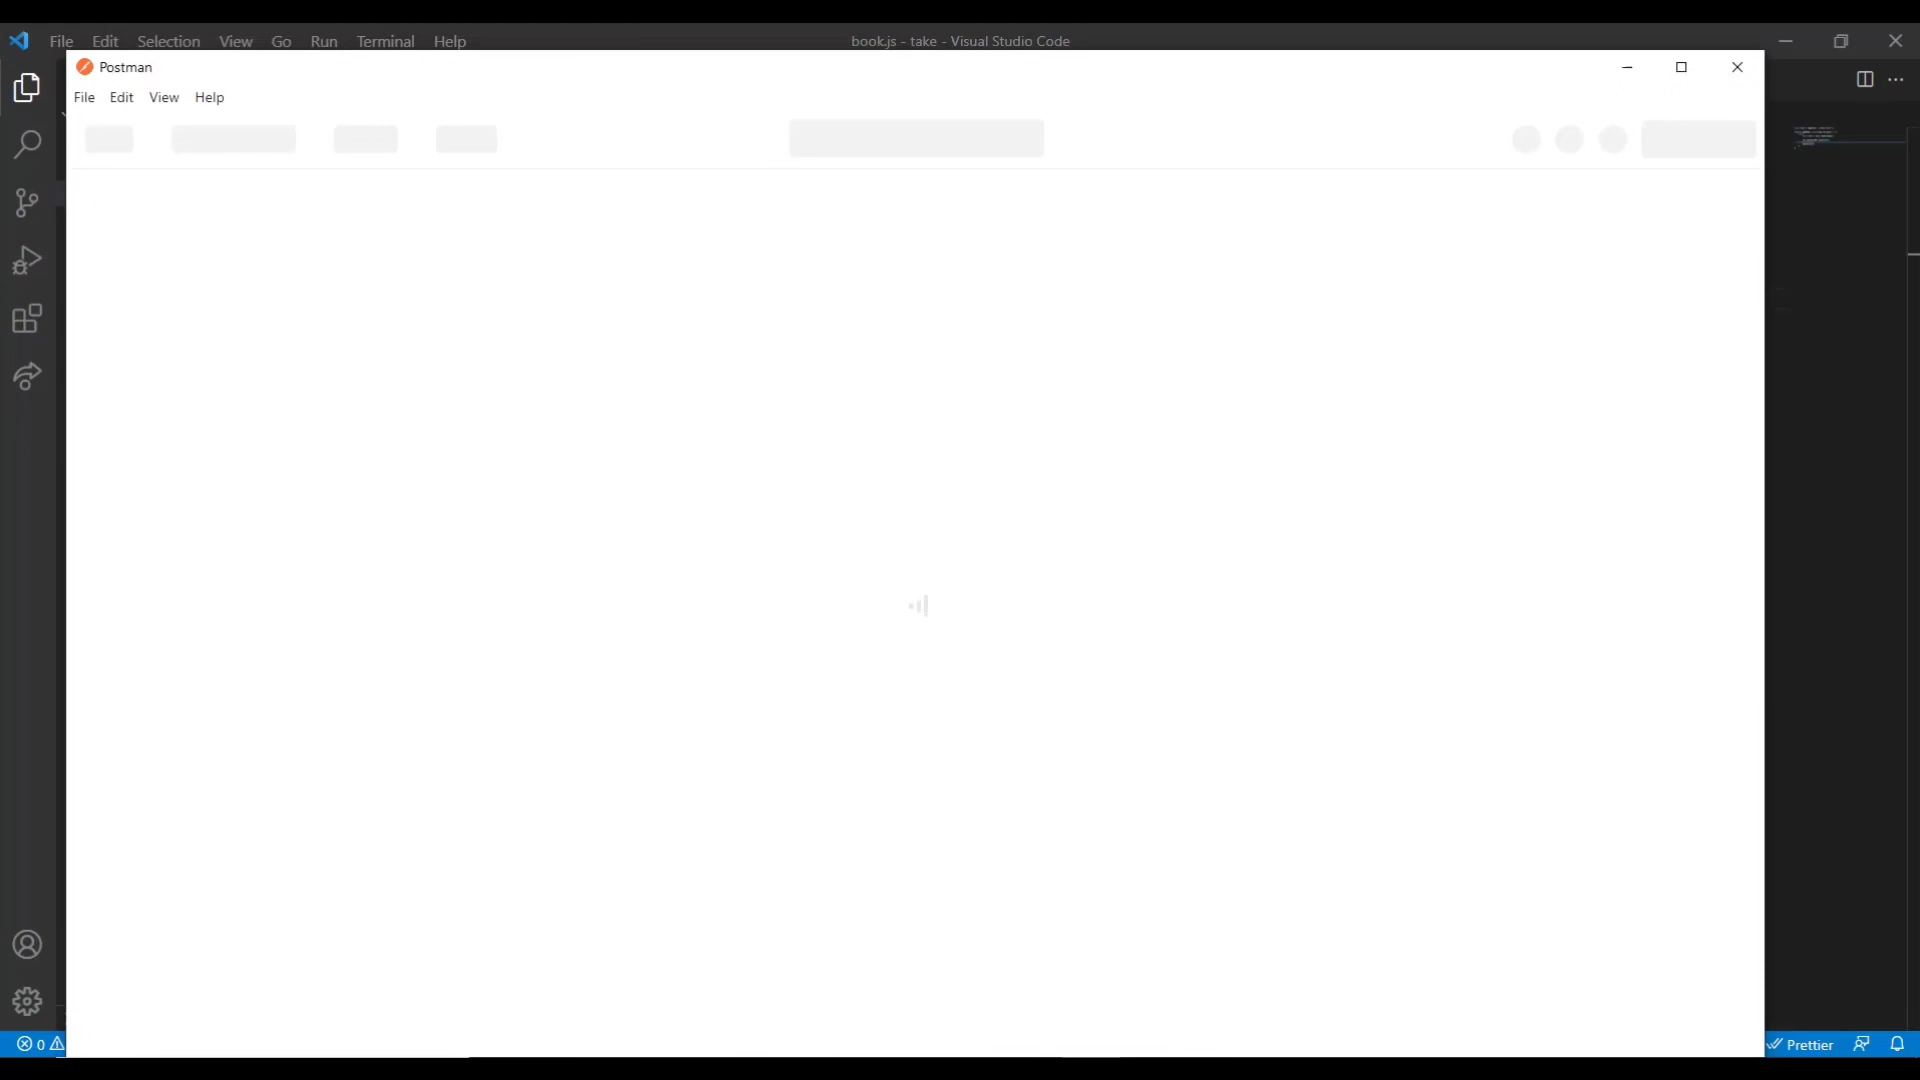 File Edit Selection View Go Run Terminal Help
book.js - take - Visual Studio Code
Postman
File Edit View Help
0
Prettier